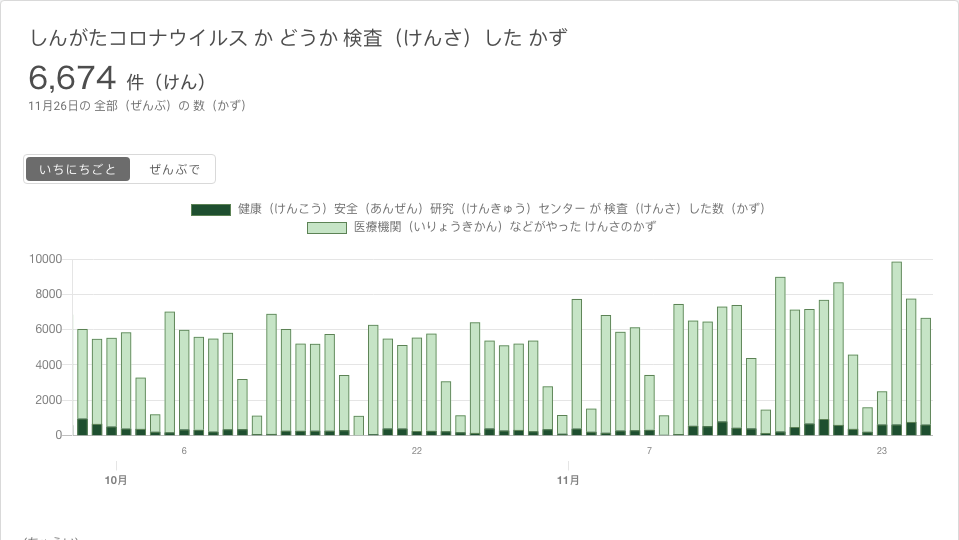 しんがたコロナウイルス か どうか 検査（けんさ）した かず
6,674 件（けん）
11月26日の 全部（ぜんぶ）の 数（かず）
いちにちごと ぜんぶで
健康（けんこう）安全（あんぜん）研究（けんきゅう）センター が 検査（けんさ）した数（かず）
医療機関（いりょうきかん）などがやった けんさのかず
10000
8000
6000
4000
2000
0
6 22 7 23
10月 11月